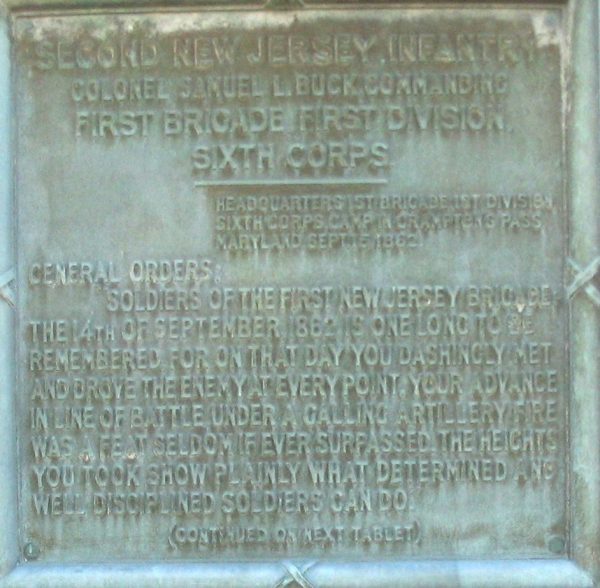 SECOND NEW JERSEY INFANTRY
COLONEL SAMUEL L. BUCK, COMMANDING
FIRST BRIGADE FIRST DIVISION,
SIXTH CORPS.
HEADQUARTERS 1ST BRIGADE, 1ST DIVISION
SIXTH CORPS, CAMP IN CRAMPTON'S PASS,
MARYLAND, SEPT. 15 1862.
GENERAL ORDERS:
SOLDIERS OF THE FIRST NEW JERSEY BRIGADE:
THE 14TH OF SEPTEMBER, 1862 IS ONE LONG TO BE
REMEMBERED, FOR ON THAT DAY YOU DASHINGLY MET
AND DROVE THE ENEMY AT EVERY POINT. YOUR ADVANCE
IN LINE OF BATTLE UNDER A GALLING ARTILLERY FIRE
WAS A FEAT SELDOM IF EVER SURPASSED. THE HEIGHTS
YOU TOOK SHOW PLAINLY WHAT DETERMINED AND
WELL DISCIPLINED SOLDIERS CAN DO.
(CONTINUED ON NEXT TABLET)